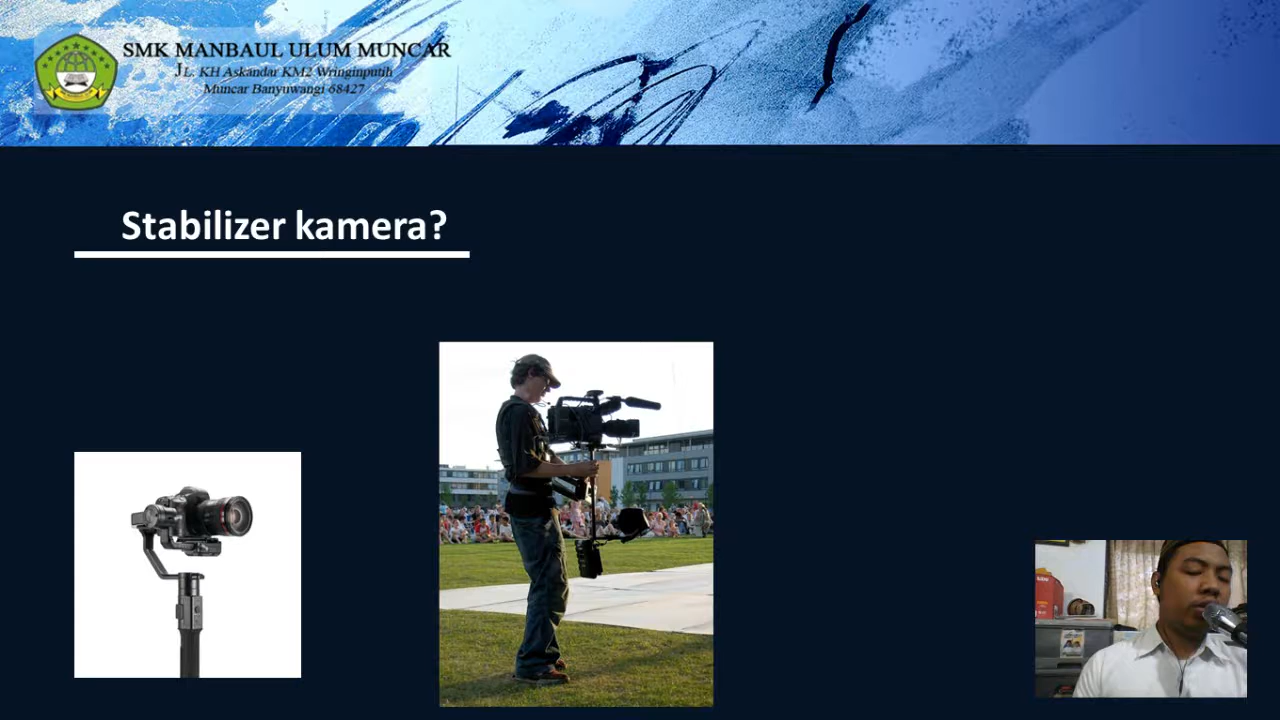 SMK MANBAUL ULUM MUNCAR
JL. KH Askandar KM2 Wringinputih
Muncar Banyuwangi 68427
Stabilizer kamera?